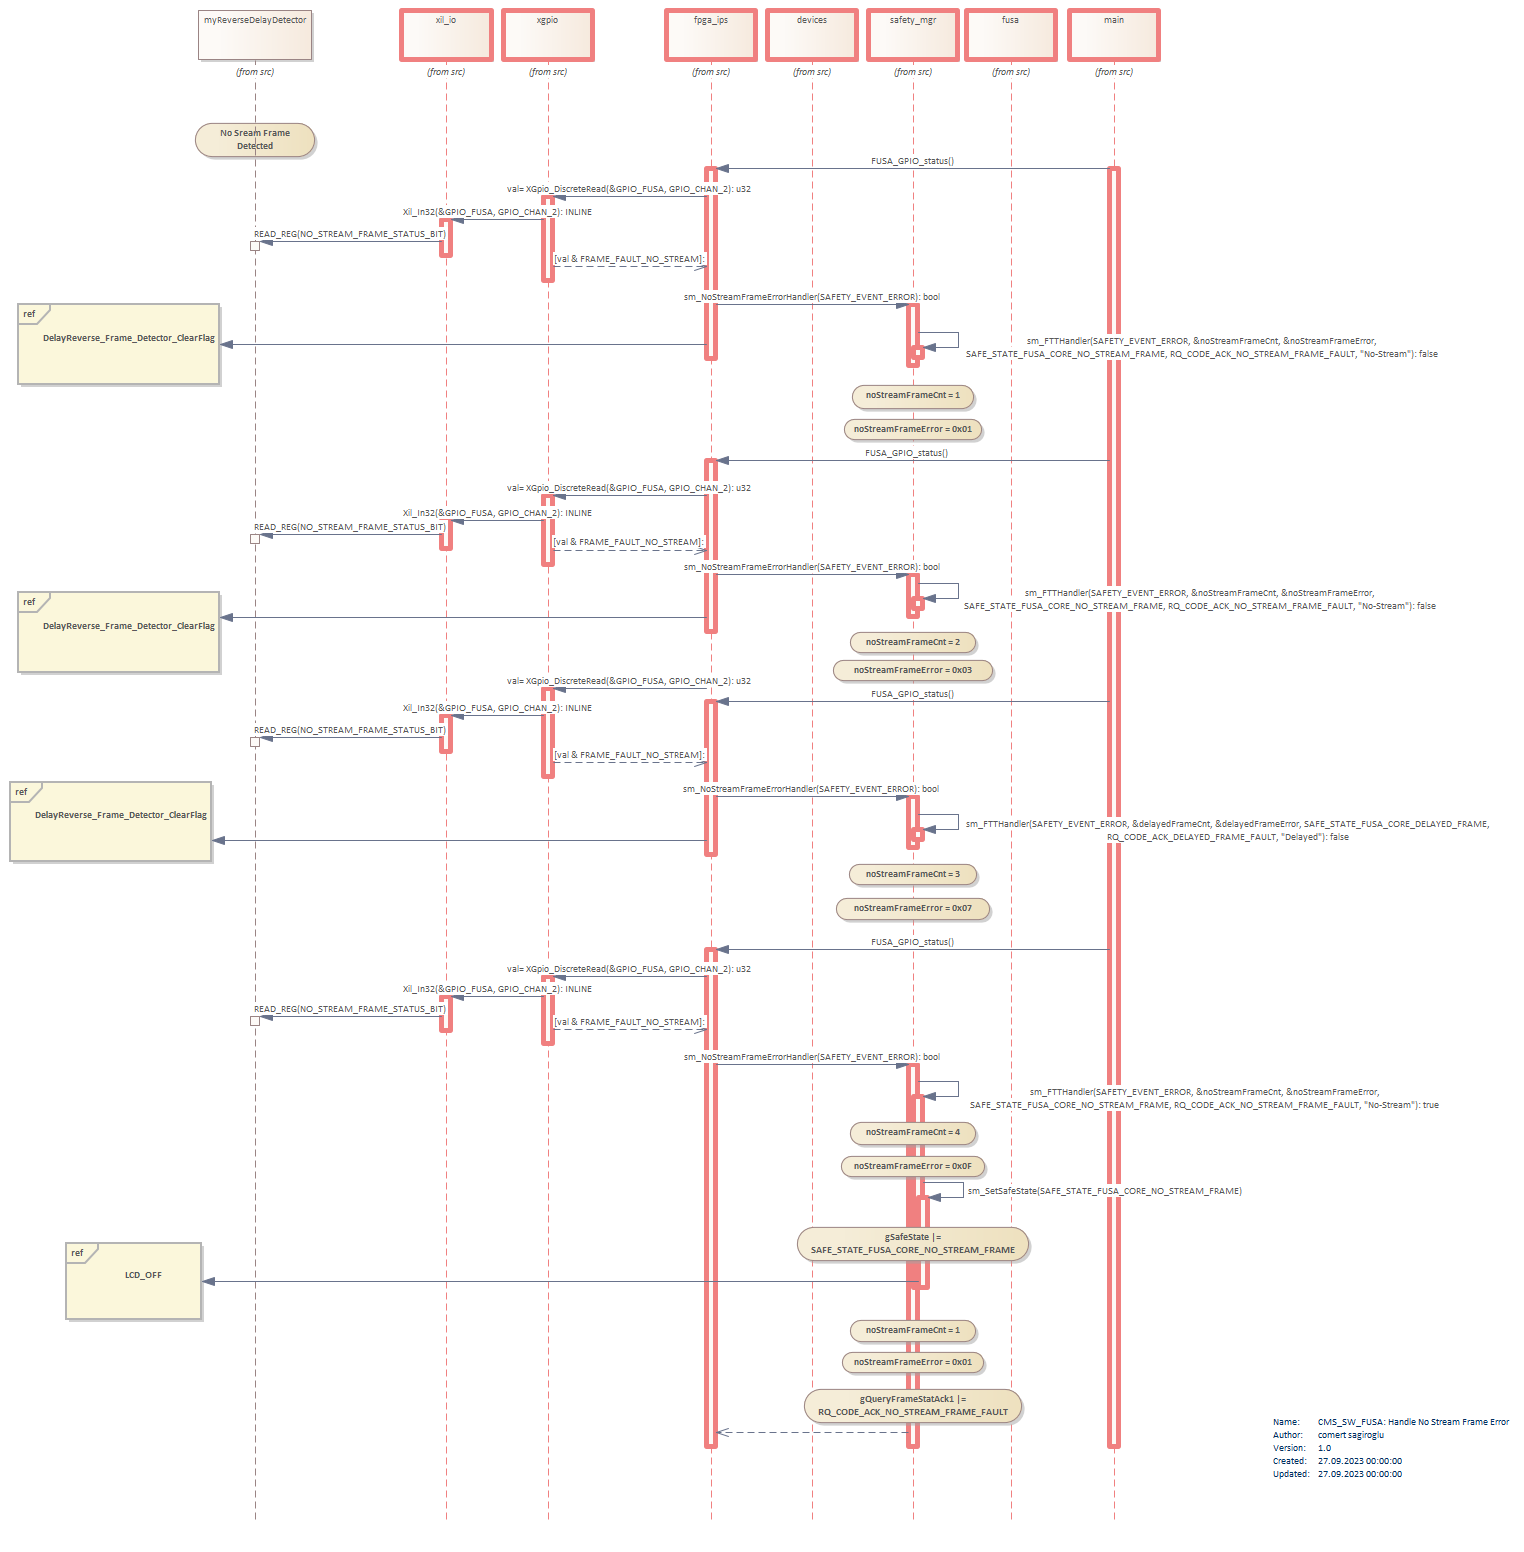 myReverseDelayDetector
xil_io
xgpio
fpga_ips
devices
safety_mgr
fusa
main
(from src)
(from src)
(from src)
(from src)
(from src)
(from src)
(from src)
(from src)
No Sream Frame
Detected
FUSA_GPIO_status()
val= XGpio_DiscreteRead(&GPIO_FUSA, GPIO_CHAN_2): u32
Xil_In32(&GPIO_FUSA, GPIO_CHAN_2): INLINE
READ_REG(NO_STREAM_FRAME_STATUS_BIT)
[val & FRAME_FAULT_NO_STREAM]:
sm_NoStreamFrameErrorHandler(SAFETY_EVENT_ERROR): bool
ref
DelayReverse_Frame_Detector_ClearFlag
sm_FTTHandler(SAFETY_EVENT_ERROR, &noStreamFrameCnt, &noStreamFrameError,
SAFE_STATE_FUSA_CORE_NO_STREAM_FRAME, RQ_CODE_ACK_NO_STREAM_FRAME_FAULT, "No-Stream"): false
noStreamFrameCnt = 1
noStreamFrameError = 0x01
FUSA_GPIO_status()
val= XGpio_DiscreteRead(&GPIO_FUSA, GPIO_CHAN_2): u32
Xil_In32(&GPIO_FUSA, GPIO_CHAN_2): INLINE
READ_REG(NO_STREAM_FRAME_STATUS_BIT)
[val & FRAME_FAULT_NO_STREAM]:
sm_NoStreamFrameErrorHandler(SAFETY_EVENT_ERROR): bool
ref
DelayReverse_Frame_Detector_ClearFlag
sm_FTTHandler(SAFETY_EVENT_ERROR, &noStreamFrameCnt, &noStreamFrameError,
SAFE_STATE_FUSA_CORE_NO_STREAM_FRAME, RQ_CODE_ACK_NO_STREAM_FRAME_FAULT, "No-Stream"): false
noStreamFrameCnt = 2
noStreamFrameError = 0x03
val= XGpio_DiscreteRead(&GPIO_FUSA, GPIO_CHAN_2): u32
FUSA_GPIO_status()
Xil_In32(&GPIO_FUSA, GPIO_CHAN_2): INLINE
READ_REG(NO_STREAM_FRAME_STATUS_BIT)
[val & FRAME_FAULT_NO_STREAM]:
sm_NoStreamFrameErrorHandler(SAFETY_EVENT_ERROR): bool
ref
DelayReverse_Frame_Detector_ClearFlag
sm_FTTHandler(SAFETY_EVENT_ERROR, &delayedFrameCnt, &delayedFrameError, SAFE_STATE_FUSA_CORE_DELAYED_FRAME,
RQ_CODE_ACK_DELAYED_FRAME_FAULT, "Delayed"): false
noStreamFrameCnt = 3
noStreamFrameError = 0x07
FUSA_GPIO_status()
val= XGpio_DiscreteRead(&GPIO_FUSA, GPIO_CHAN_2): u32
Xil_In32(&GPIO_FUSA, GPIO_CHAN_2): INLINE
READ_REG(NO_STREAM_FRAME_STATUS_BIT)
[val & FRAME_FAULT_NO_STREAM]:
sm_NoStreamFrameErrorHandler(SAFETY_EVENT_ERROR): bool
sm_FTTHandler(SAFETY_EVENT_ERROR, &noStreamFrameCnt, &noStreamFrameError,
SAFE_STATE_FUSA_CORE_NO_STREAM_FRAME, RQ_CODE_ACK_NO_STREAM_FRAME_FAULT, "No-Stream"): true
noStreamFrameCnt = 4
noStreamFrameError = 0x0F
sm_SetSafeState(SAFE_STATE_FUSA_CORE_NO_STREAM_FRAME)
gSafeState |=
SAFE_STATE_FUSA_CORE_NO_STREAM_FRAME
ref
LCD_OFF
noStreamFrameCnt = 1
noStreamFrameError = 0x01
gQueryFrameStatAck1 |=
RQ_CODE_ACK_NO_STREAM_FRAME_FAULT
Name: CMS_SW_FUSA: Handle No Stream Frame Error
Author: comert sagiroglu
Version: 1.0
Created: 27.09.2023 00:00:00
Updated: 27.09.2023 00:00:00